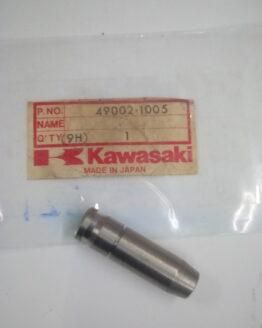 P.NO. 49002-1005
NAME
Q'TY (9H) 1
Kawasaki
MADE IN JAPAN